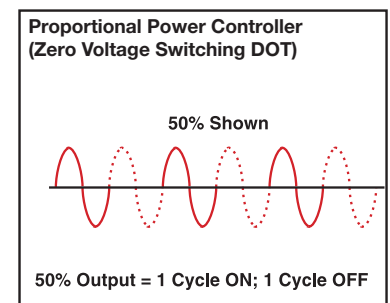 Proportional Power Controller
(Zero Voltage Switching DOT)
50% Shown
50% Output = 1 Cycle ON; 1 Cycle OFF